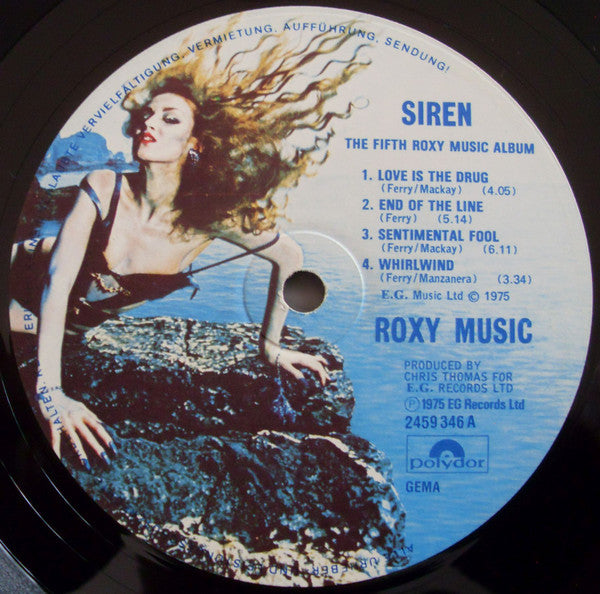 VERVIELFÄLTIGUNG, VERMIETUNG, AUFFÜHRUNG, SENDUNG!
SIREN
THE FIFTH ROXY MUSIC ALBUM
1. LOVE IS THE DRUG
(Ferry/Mackay) (4.05)
2. END OF THE LINE
(Ferry) (5.14)
3. SENTIMENTAL FOOL
(Ferry/Mackay) (6.11)
4. WHIRLWIND
(Ferry/Manzanera) (3.34)
E.G. Music Ltd © 1975
ROXY MUSIC
PRODUCED BY
CHRIS THOMAS FOR
E.G. RECORDS LTD
Ⓟ 1975 EG Records Ltd
2459 346 A
polydor
GEMA